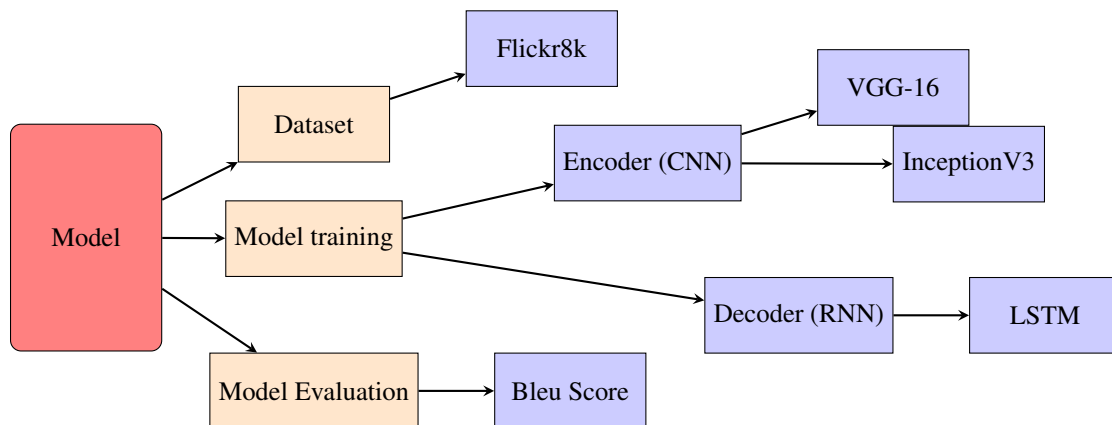 Flickr8k
VGG-16
Dataset
Encoder (CNN)
InceptionV3
Model
Model training
Decoder (RNN)
LSTM
Model Evaluation
Bleu Score